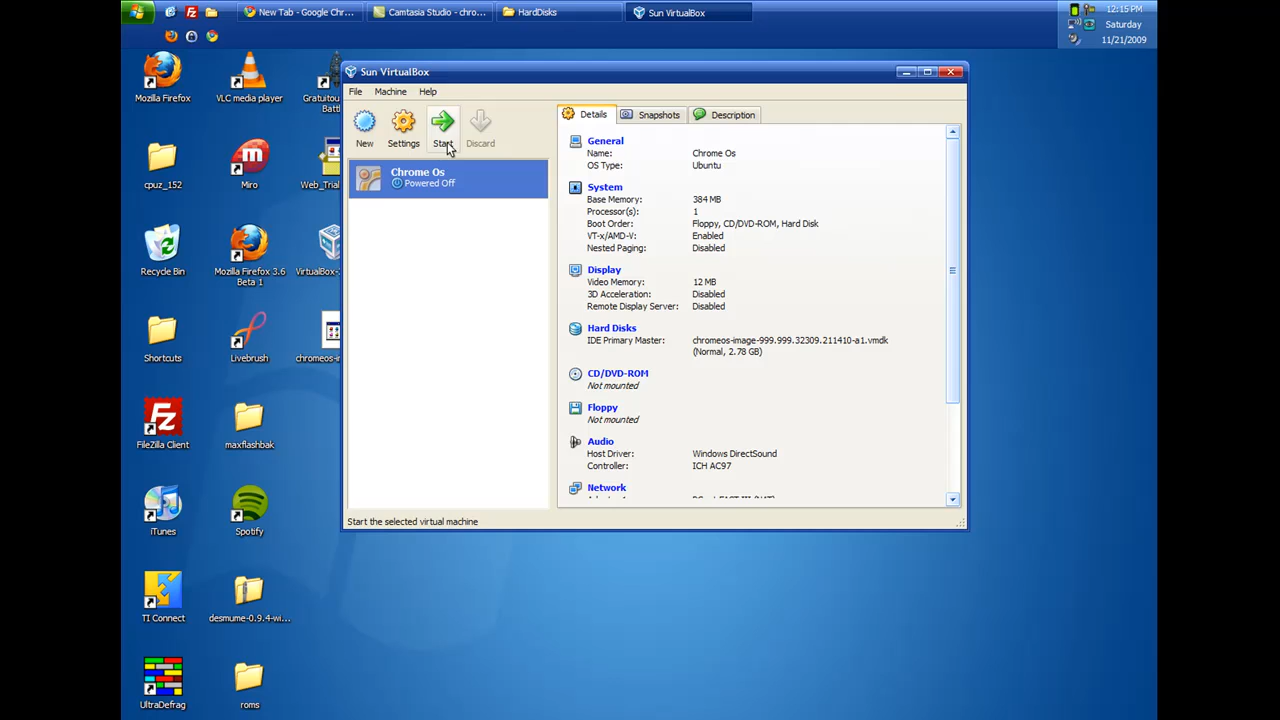 New Tab - Google Chr...
Camtasia Studio - chro...
HardDisks
Sun VirtualBox
12:15 PM
Saturday
11/21/2009
Mozilla Firefox
VLC media player
Gratuitou
Battl
cpuz_152
Miro
Web_Trial
Recycle Bin
Mozilla Firefox 3.6
Beta 1
VirtualBox-
Shortcuts
Livebrush
chromeos-i
FileZilla Client
maxflashbak
iTunes
Spotify
TI Connect
desmume-0.9.4-wi...
UltraDefrag
roms
Sun VirtualBox
File
Machine
Help
New
Settings
Start
Discard
Chrome Os
Powered Off
Details
Snapshots
Description
General
Name: Chrome Os
OS Type: Ubuntu
System
Base Memory: 384 MB
Processor(s): 1
Boot Order: Floppy, CD/DVD-ROM, Hard Disk
VT-x/AMD-V: Enabled
Nested Paging: Disabled
Display
Video Memory: 12 MB
3D Acceleration: Disabled
Remote Display Server: Disabled
Hard Disks
IDE Primary Master: chromeos-image-999.999.32309.211410-a1.vmdk
(Normal, 2.78 GB)
CD/DVD-ROM
Not mounted
Floppy
Not mounted
Audio
Host Driver: Windows DirectSound
Controller: ICH AC97
Network
Start the selected virtual machine